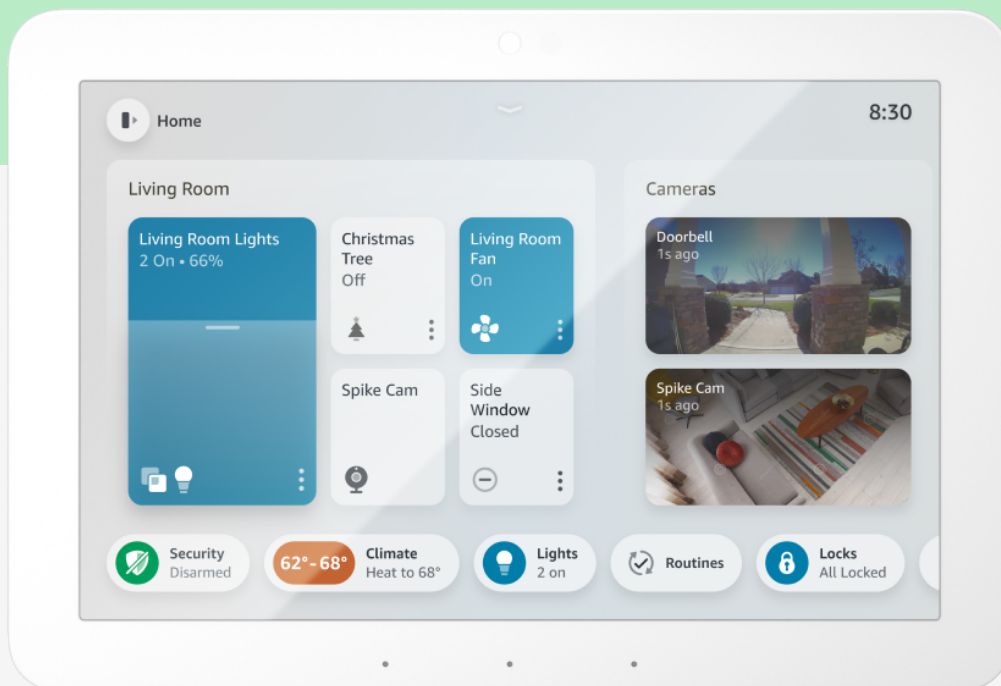 Home
8:30
Living Room
Living Room Lights
2 On • 66%
Christmas
Tree
Off
Living Room
Fan
On
Spike Cam
Side
Window
Closed
Cameras
Doorbell
1s ago
Spike Cam
1s ago
Security
Disarmed
62°-68°
Climate
Heat to 68°
Lights
2 on
Routines
Locks
All Locked